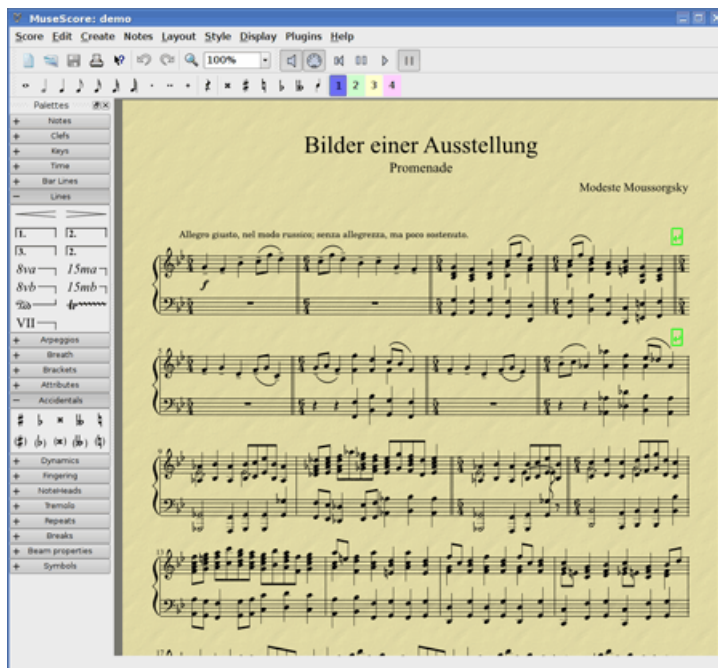 MuseScore: demo
Score Edit Create Notes Layout Style Display Plugins Help
100%
1 2 3 4
Palettes
Notes
Clefs
Keys
Time
Bar Lines
Lines
1. 2.
3. 2.
8va 15ma
8vb 15mb
VII
Arpeggios
Breath
Brackets
Attributes
Accidentals
Dynamics
Fingering
NoteHeads
Tremolo
Repeats
Breaks
Beam properties
Symbols
Bilder einer Ausstellung
Promenade
Modeste Moussorgsky
Allegro giusto, nel modo russico; senza allegrezza, ma poco sostenuto.
f
5
9
13
17